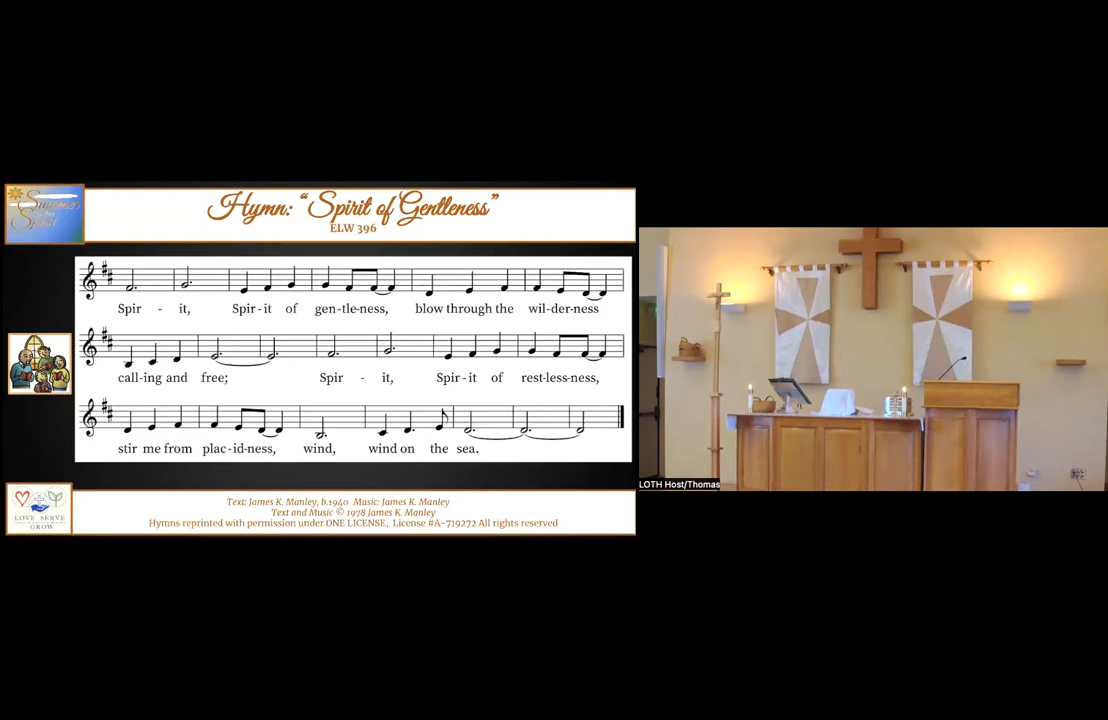 Summer
Spirit
Hymn: “Spirit of Gentleness”
ELW 396
Spir - it, Spir - it of gen - tle - ness, blow through the wil - der - ness
call - ing and free; Spir - it, Spir - it of rest - less - ness,
stir me from plac - id - ness, wind, wind on the sea.
LOVE SERVE
GROW
Text: James K. Manley, b.1940 Music: James K. Manley
Text and Music © 1978 James K. Manley
Hymns reprinted with permission under ONE LICENSE, License #A-719272 All rights reserved
LOTH Host/Thomas